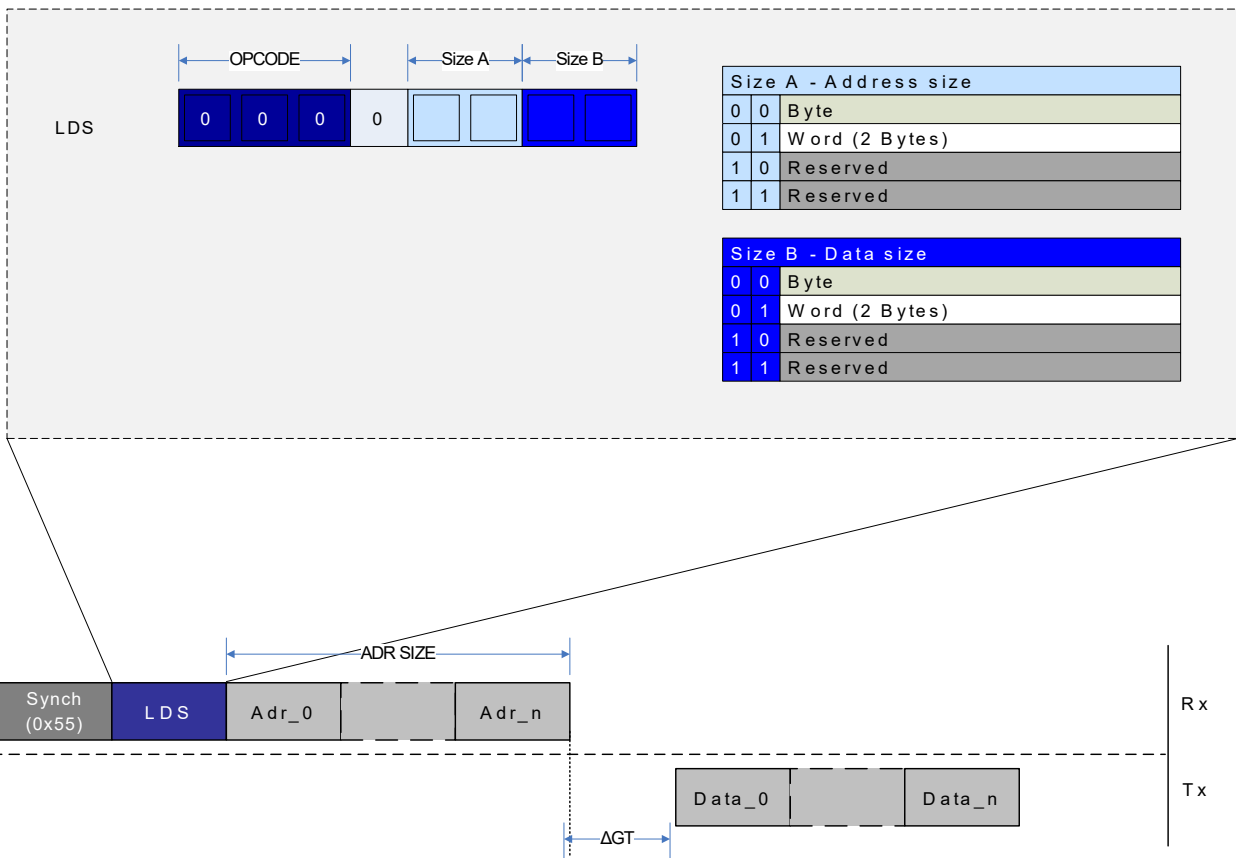 OPCODE Size A Size B
LDS 0 0 0 0
Size A - Address size
0 0 Byte
0 1 Word (2 Bytes)
1 0 Reserved
1 1 Reserved
Size B - Data size
0 0 Byte
0 1 Word (2 Bytes)
1 0 Reserved
1 1 Reserved
ADR SIZE
Synch
(0x55)
LDS Adr_0 Adr_n Rx
Data_0 Data_n Tx
ΔGT